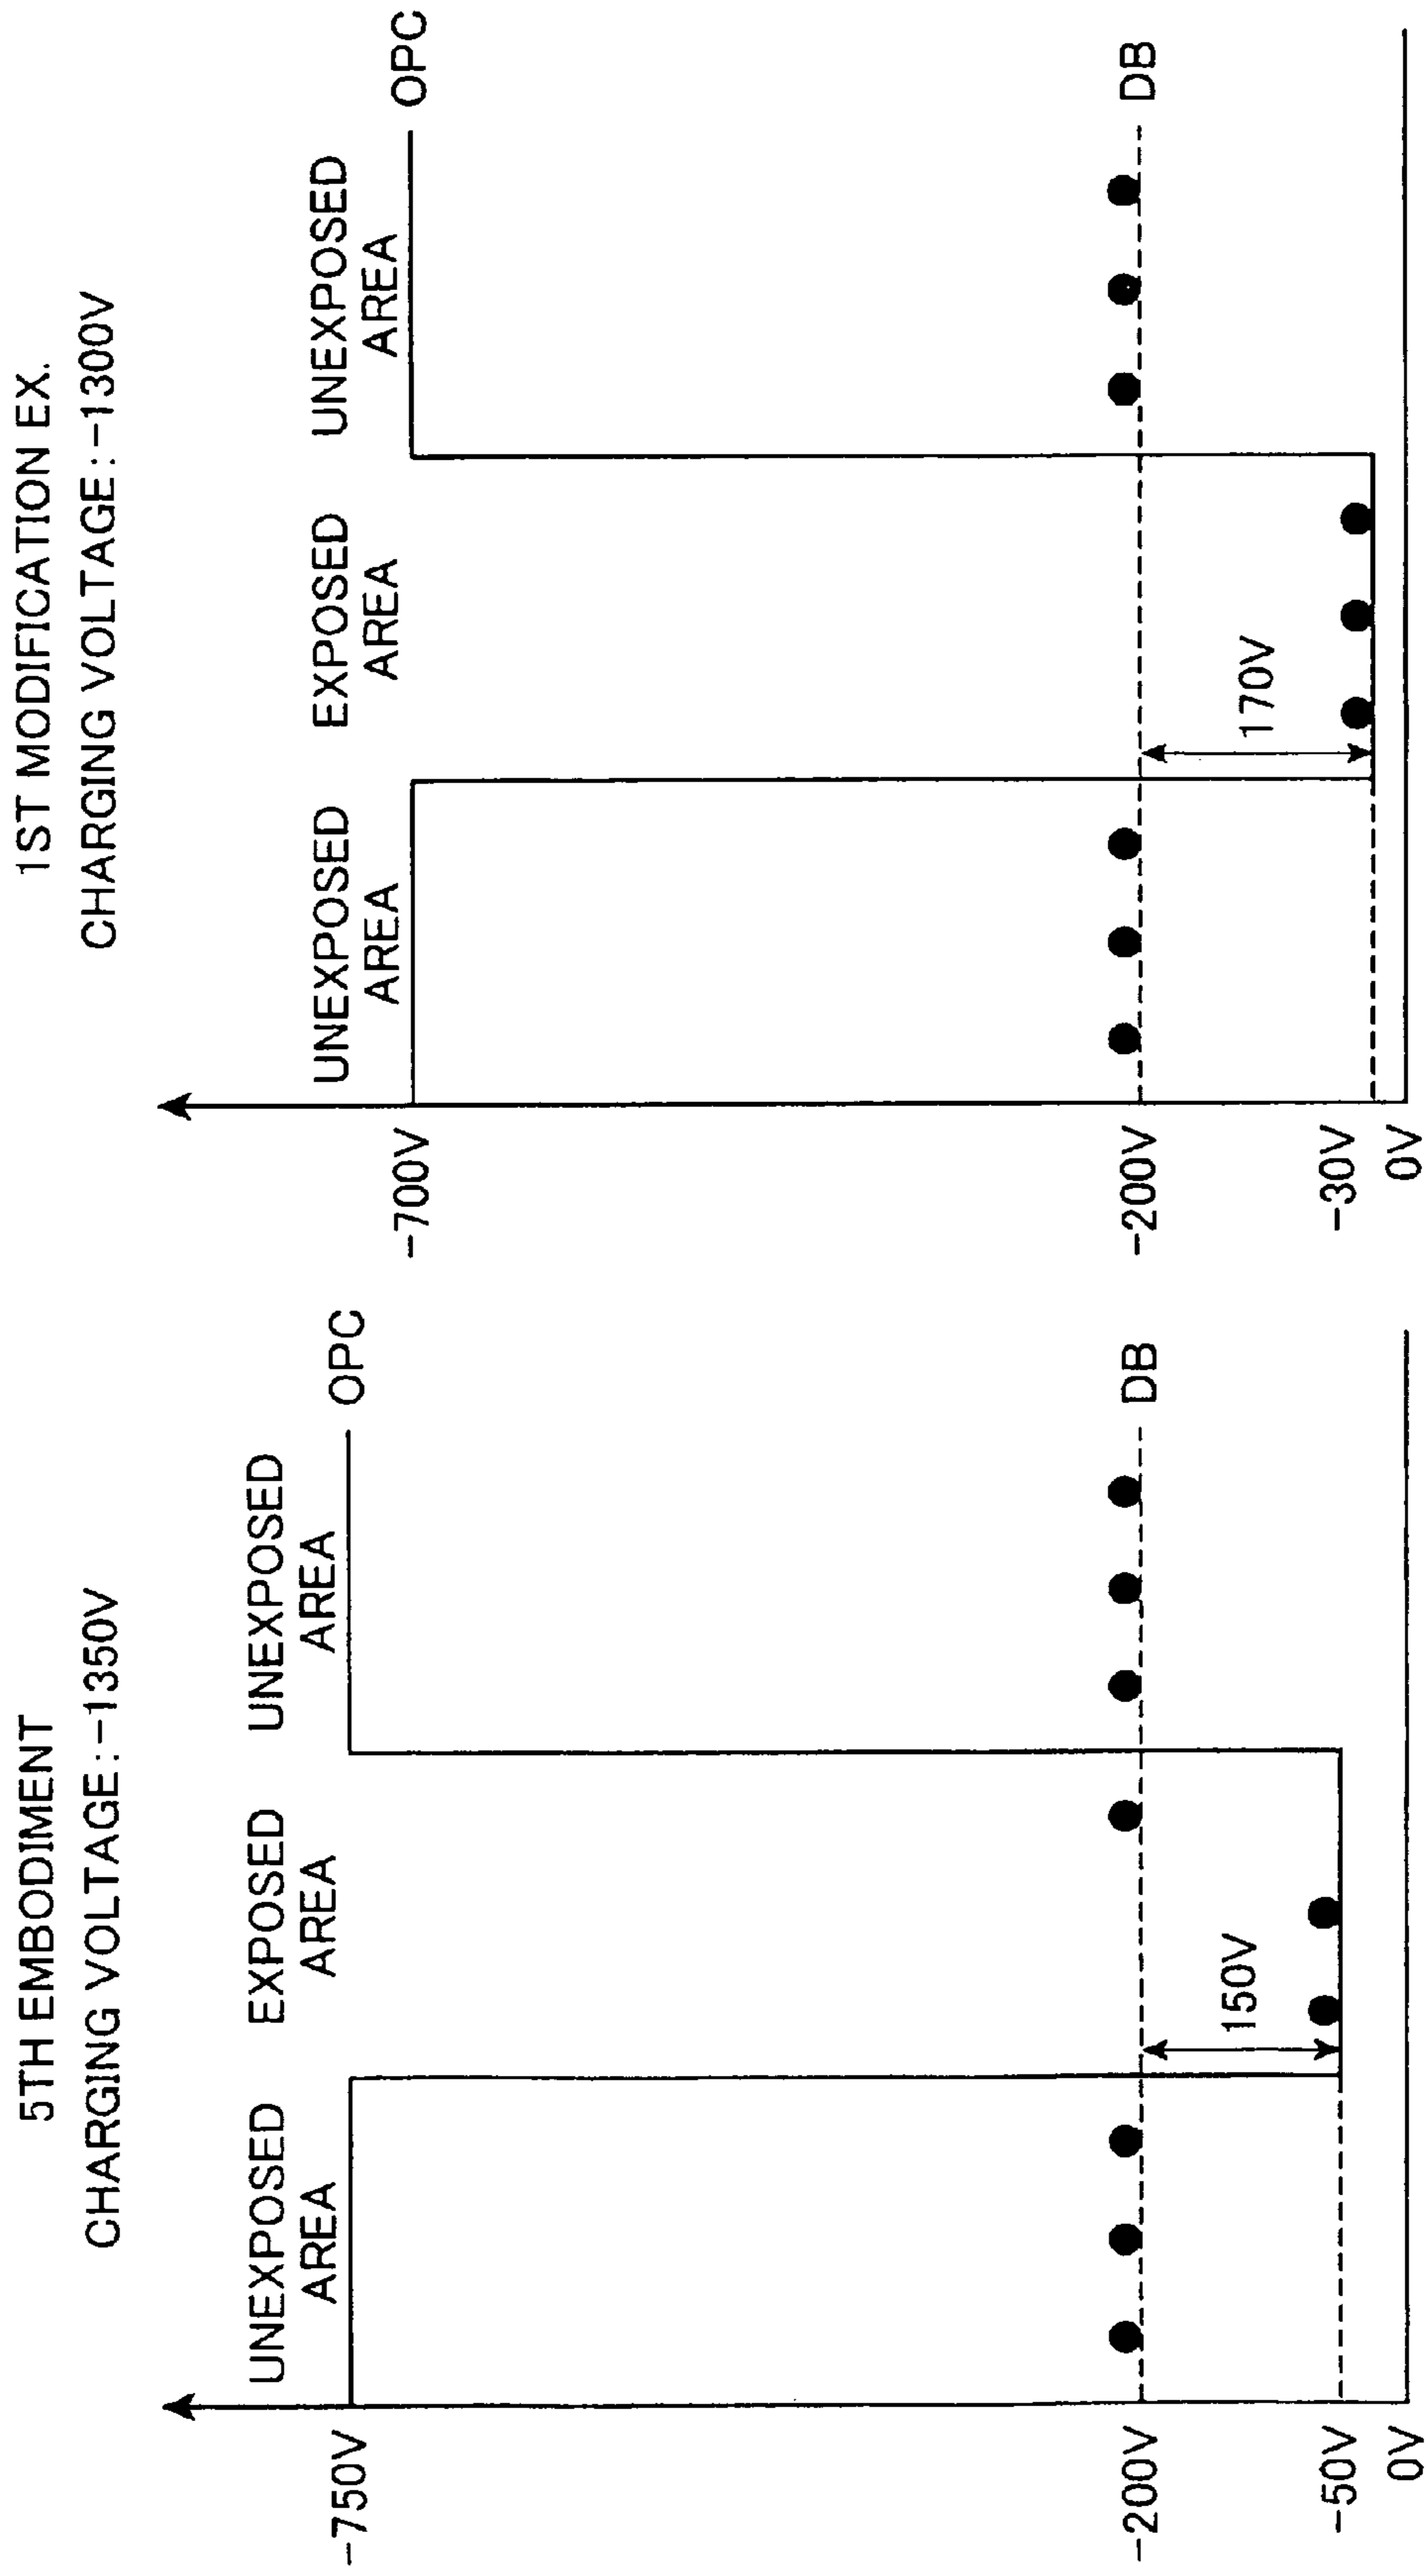 5TH EMBODIMENT
CHARGING VOLTAGE:-1350V
UNEXPOSED
AREA
EXPOSED
AREA
UNEXPOSED
AREA
OPC
-750V
DB
-200V
150V
-50V
0V
1ST MODIFICATION EX.
CHARGING VOLTAGE:-1300V
UNEXPOSED
AREA
EXPOSED
AREA
UNEXPOSED
AREA
OPC
-700V
DB
-200V
170V
-30V
0V